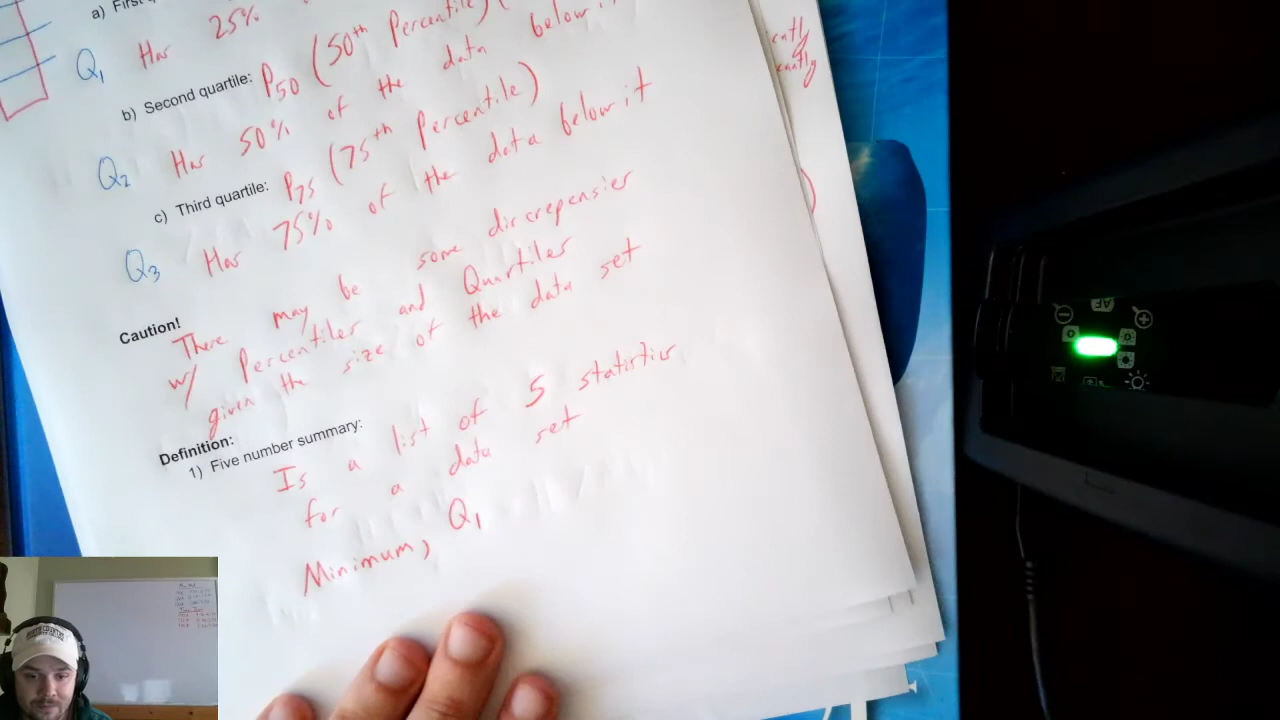 a) First
Q1 Has 25%
b) Second quartile: P50 (50th Percentile)
Q2 Has 50% of the data below it
c) Third quartile: P75 (75th Percentile)
Q3 Has 75% of the data below it
Caution!
There may be some discrepensies
w/ Percentiles and Quartiles
given the size of the data set
Definition:
1) Five number summary:
Is a list of 5 statistics
for a data set
Minimum, Q1
AF